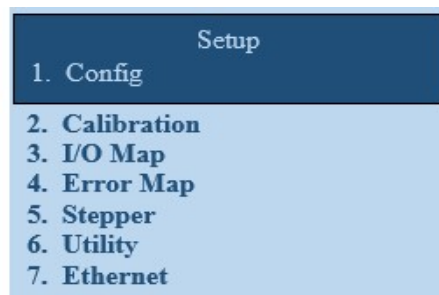 Setup
1. Config
2. Calibration
3. I/O Map
4. Error Map
5. Stepper
6. Utility
7. Ethernet